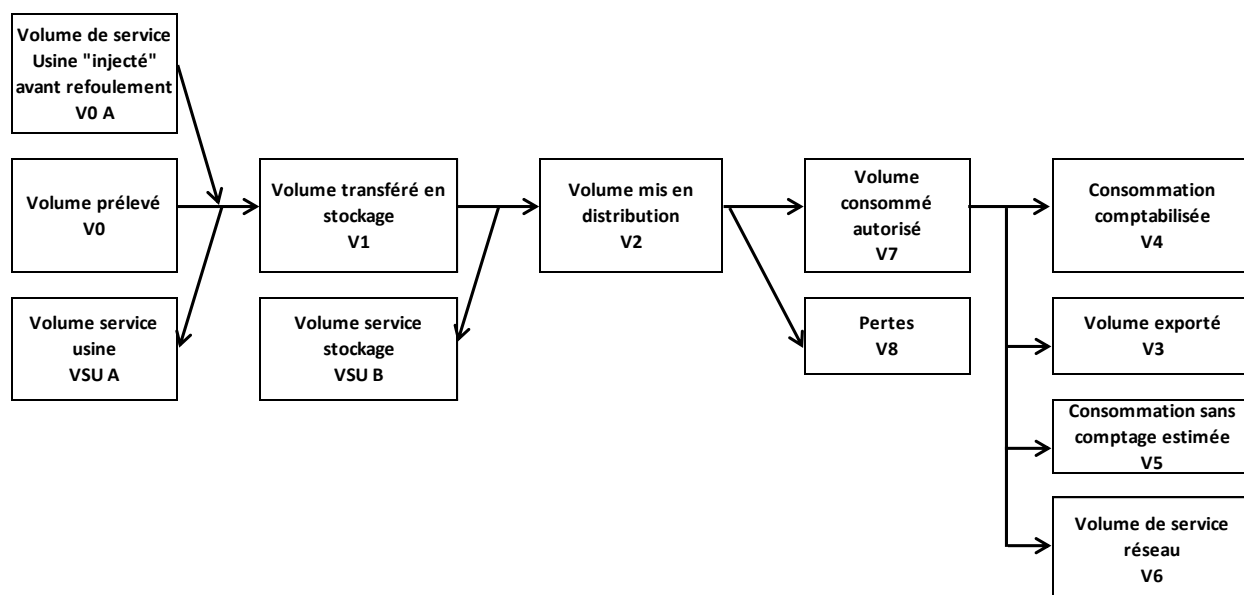 Volume de service
Usine "injecté"
avant refoulement
V0 A
Volume prélevé
V0
Volume service
usine
VSU A
Volume transféré en
stockage
V1
Volume service
stockage
VSU B
Volume mis en
distribution
V2
Volume
consommé
autorisé
V7
Pertes
V8
Consommation
comptabilisée
V4
Volume exporté
V3
Consommation sans
comptage estimée
V5
Volume de service
réseau
V6